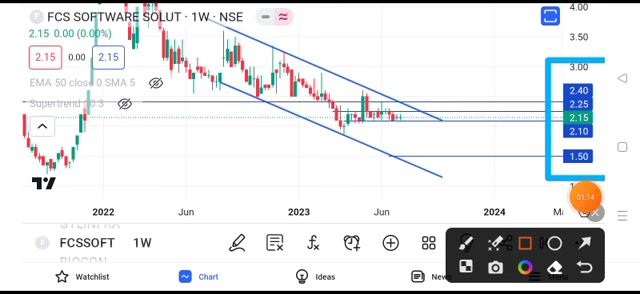 FCS SOFTWARE SOLUT · 1W · NSE
2.15 0.00 (0.00%)
2.15 0.00 2.15
EMA 50 close 0 SMA 5
Supertrend 10 3
4.00
3.50
3.00
2.40
2.25
2.15
2.10
1.50
2022 Jun 2023 Jun 2024
01:14
FCSSOFT 1W
Watchlist Chart Ideas News Menu